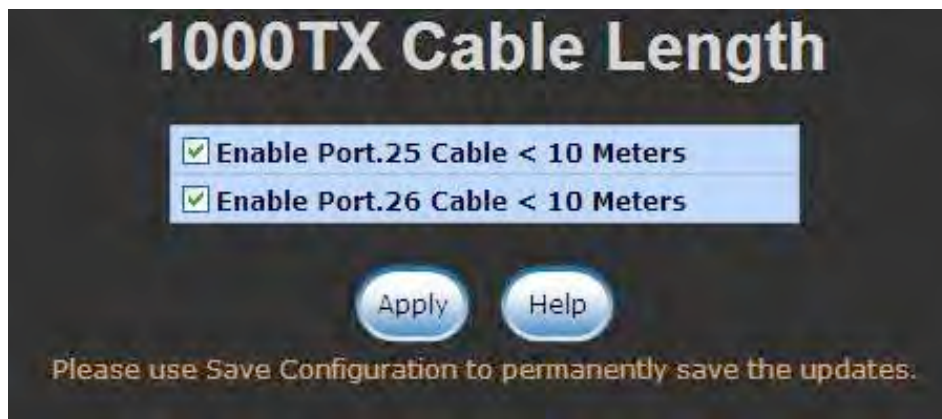 1000TX Cable Length
Enable Port.25 Cable < 10 Meters
Enable Port.26 Cable < 10 Meters
Apply Help
Please use Save Configuration to permanently save the updates.